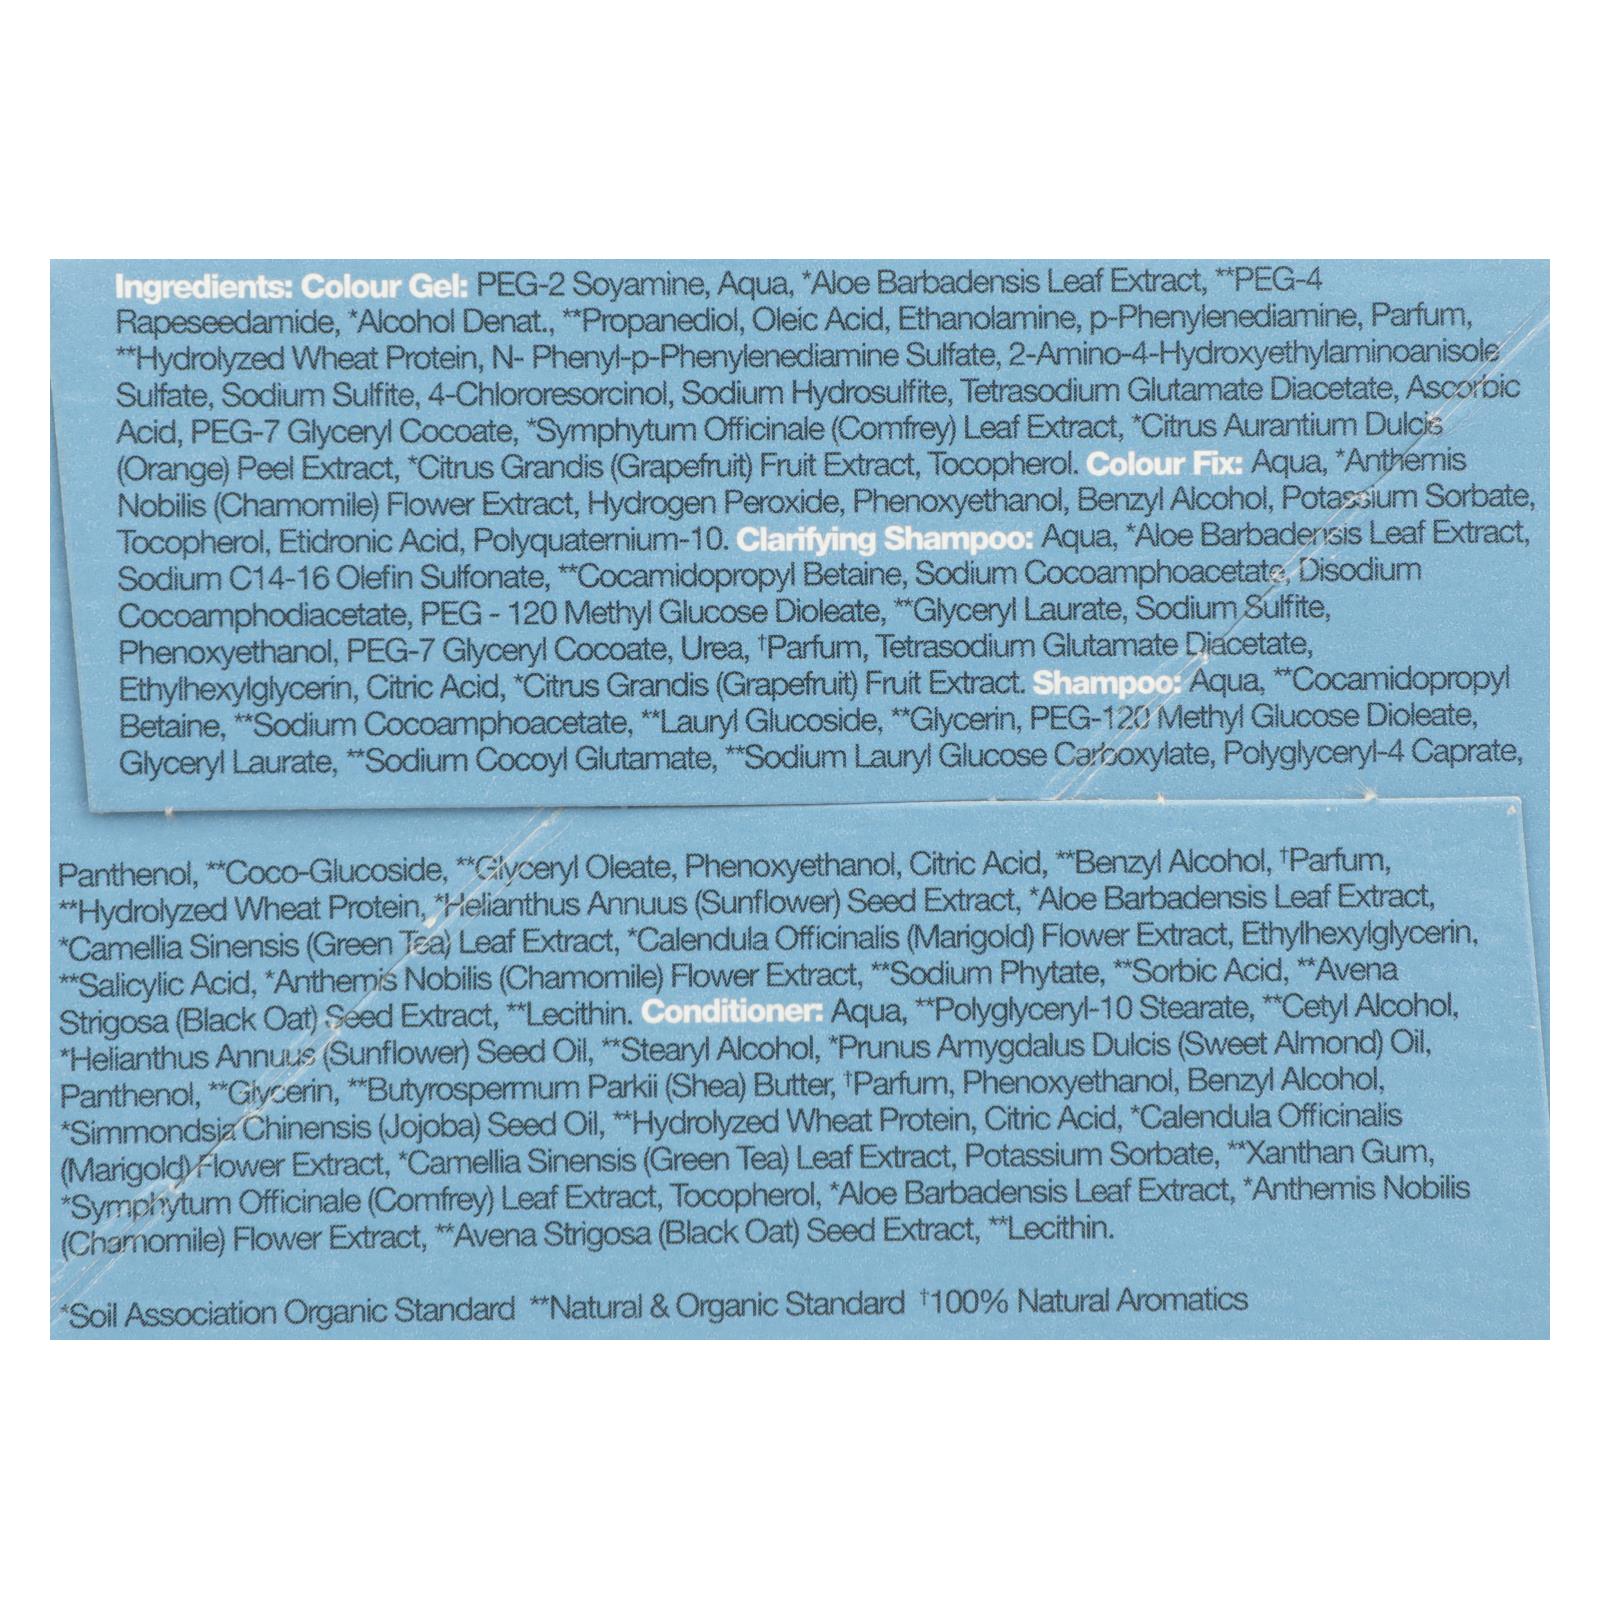 Ingredients: Colour Gel: PEG-2 Soyamine, Aqua, *Aloe Barbadensis Leaf Extract, **PEG-4
Rapeseedamide, *Alcohol Denat., **Propanediol, Oleic Acid, Ethanolamine, p-Phenylenediamine, Parfum,
**Hydrolyzed Wheat Protein, N- Phenyl-p-Phenylenediamine Sulfate, 2-Amino-4-Hydroxyethylaminoanisole
Sulfate, Sodium Sulfite, 4-Chlororesorcinol, Sodium Hydrosulfite, Tetrasodium Glutamate Diacetate, Ascorbic
Acid, PEG-7 Glyceryl Cocoate, *Symphytum Officinale (Comfrey) Leaf Extract, *Citrus Aurantium Dulcis
(Orange) Peel Extract, *Citrus Grandis (Grapefruit) Fruit Extract, Tocopherol. Colour Fix: Aqua, *Anthemis
Nobilis (Chamomile) Flower Extract, Hydrogen Peroxide, Phenoxyethanol, Benzyl Alcohol, Potassium Sorbate,
Tocopherol, Etidronic Acid, Polyquaternium-10. Clarifying Shampoo: Aqua, *Aloe Barbadensis Leaf Extract,
Sodium C14-16 Olefin Sulfonate, **Cocamidopropyl Betaine, Sodium Cocoamphoacetate, Disodium
Cocoamphodiacetate, PEG - 120 Methyl Glucose Dioleate, **Glyceryl Laurate, Sodium Sulfite,
Phenoxyethanol, PEG-7 Glyceryl Cocoate, Urea, †Parfum, Tetrasodium Glutamate Diacetate,
Ethylhexylglycerin, Citric Acid, *Citrus Grandis (Grapefruit) Fruit Extract. Shampoo: Aqua, **Cocamidopropyl
Betaine, **Sodium Cocoamphoacetate, **Lauryl Glucoside, **Glycerin, PEG-120 Methyl Glucose Dioleate,
Glyceryl Laurate, **Sodium Cocoyl Glutamate, **Sodium Lauryl Glucose Carboxylate, Polyglyceryl-4 Caprate,
Panthenol, **Coco-Glucoside, **Glyceryl Oleate, Phenoxyethanol, Citric Acid, **Benzyl Alcohol, †Parfum,
**Hydrolyzed Wheat Protein, *Helianthus Annuus (Sunflower) Seed Extract, *Aloe Barbadensis Leaf Extract,
*Camellia Sinensis (Green Tea) Leaf Extract, *Calendula Officinalis (Marigold) Flower Extract, Ethylhexylglycerin,
**Salicylic Acid, *Anthemis Nobilis (Chamomile) Flower Extract, **Sodium Phytate, **Sorbic Acid, **Avena
Strigosa (Black Oat) Seed Extract, **Lecithin. Conditioner: Aqua, **Polyglyceryl-10 Stearate, **Cetyl Alcohol,
*Helianthus Annuus (Sunflower) Seed Oil, **Stearyl Alcohol, *Prunus Amygdalus Dulcis (Sweet Almond) Oil,
Panthenol, **Glycerin, **Butyrospermum Parkii (Shea) Butter, †Parfum, Phenoxyethanol, Benzyl Alcohol,
*Simmondsia Chinensis (Jojoba) Seed Oil, **Hydrolyzed Wheat Protein, Citric Acid, *Calendula Officinalis
(Marigold) Flower Extract, *Camellia Sinensis (Green Tea) Leaf Extract, Potassium Sorbate, **Xanthan Gum,
*Symphytum Officinale (Comfrey) Leaf Extract, Tocopherol, *Aloe Barbadensis Leaf Extract, *Anthemis Nobilis
(Chamomile) Flower Extract, **Avena Strigosa (Black Oat) Seed Extract, **Lecithin.
*Soil Association Organic Standard **Natural & Organic Standard †100% Natural Aromatics